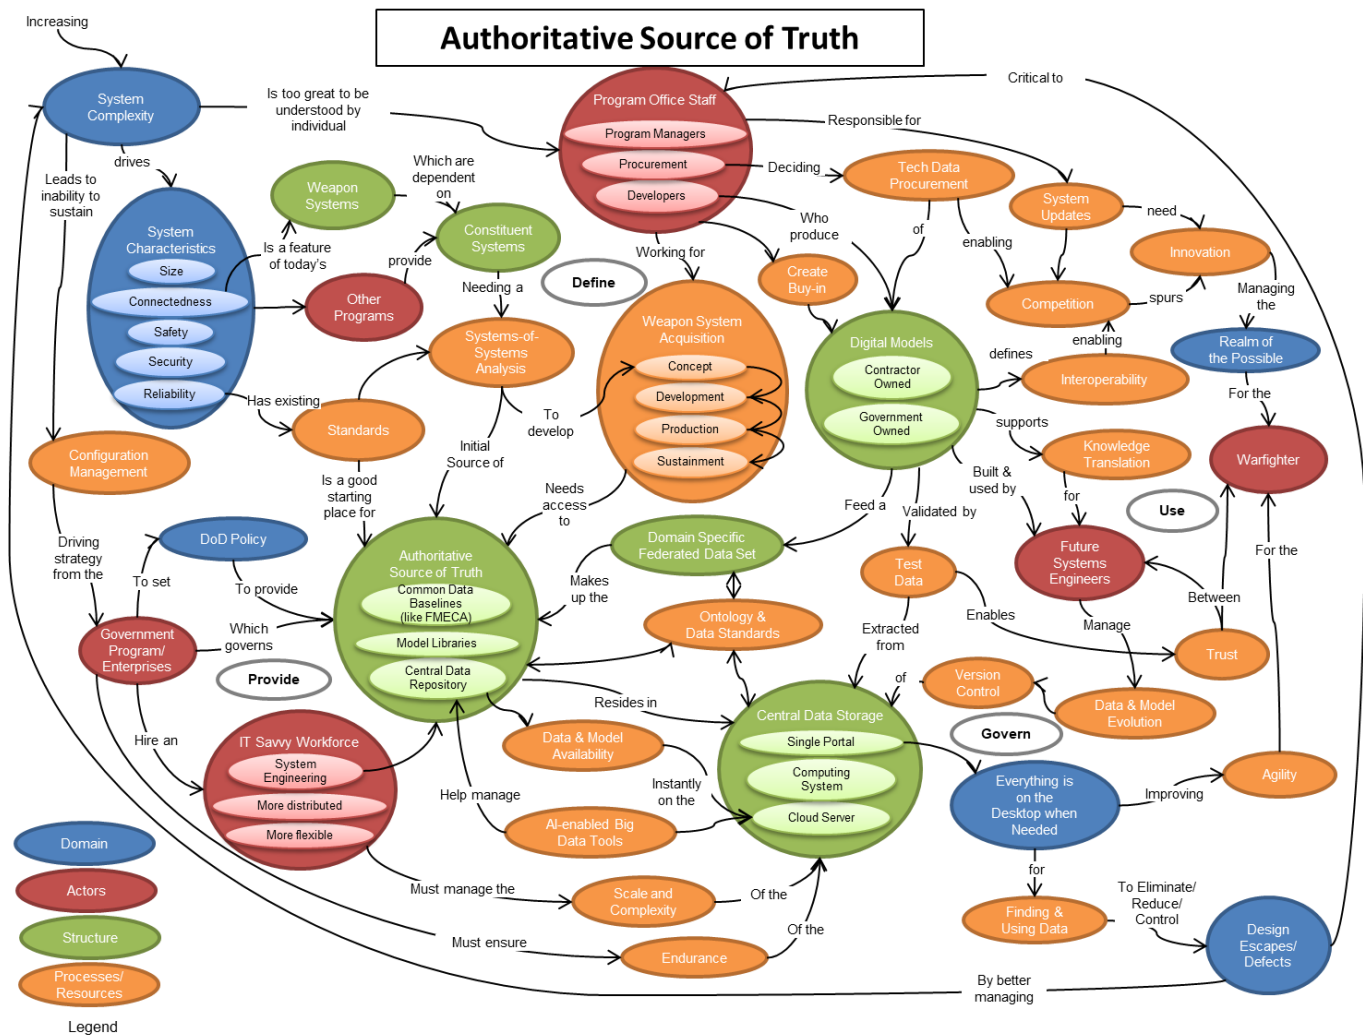 Authoritative Source of Truth
Increasing
System
Complexity
Is too great to be
understood by
individual
Program Office Staff
Program Managers
Procurement
Developers
Critical to
Responsible for
drives
Leads to
inability to
sustain
Weapon
Systems
Which are
dependent
on
Constituent
Systems
Deciding
Tech Data
Procurement
System
Updates
need
Innovation
System
Characteristics
Size
Connectedness
Safety
Security
Reliability
Is a feature
of today's
provide
Other
Programs
Needing a
Define
Working for
Who
produce
of
enabling
Create
Buy-in
Competition
spurs
Managing
the
Realm of
the Possible
Systems-of-
Systems
Analysis
Weapon System
Acquisition
Concept
Development
Production
Sustainment
Digital Models
Contractor
Owned
Government
Owned
defines
enabling
Interoperability
For the
Has existing
Standards
To
develop
supports
Knowledge
Translation
Warfighter
Configuration
Management
Initial
Source of
Is a good
starting
place for
Needs
access to
Feed a
Validated by
Built &
used by
for
Use
Driving
strategy from the
DoD Policy
To set
To provide
Authoritative
Source of Truth
Common Data
Baselines
(like FMECA)
Model Libraries
Central Data
Repository
Domain Specific
Federated Data Set
Makes
up the
Test
Data
Future
Systems
Engineers
For the
Between
Government
Program/
Enterprises
Which
governs
Provide
Ontology &
Data Standards
Extracted
from
Enables
Manage
Trust
Version
Control
of
Data & Model
Evolution
Govern
Resides in
Central Data Storage
Single Portal
Computing
System
Cloud Server
Hire an
IT Savvy Workforce
System
Engineering
More distributed
More flexible
Data & Model
Availability
Instantly
on the
Help manage
AI-enabled Big
Data Tools
Everything is
on the
Desktop when
Needed
Improving
Agility
for
Must manage the
Scale and
Complexity
Of the
Finding &
Using Data
To Eliminate/
Reduce/
Control
Design
Escapes/
Defects
Must ensure
Endurance
Of the
By better
managing
Domain
Actors
Structure
Processes/
Resources
Legend